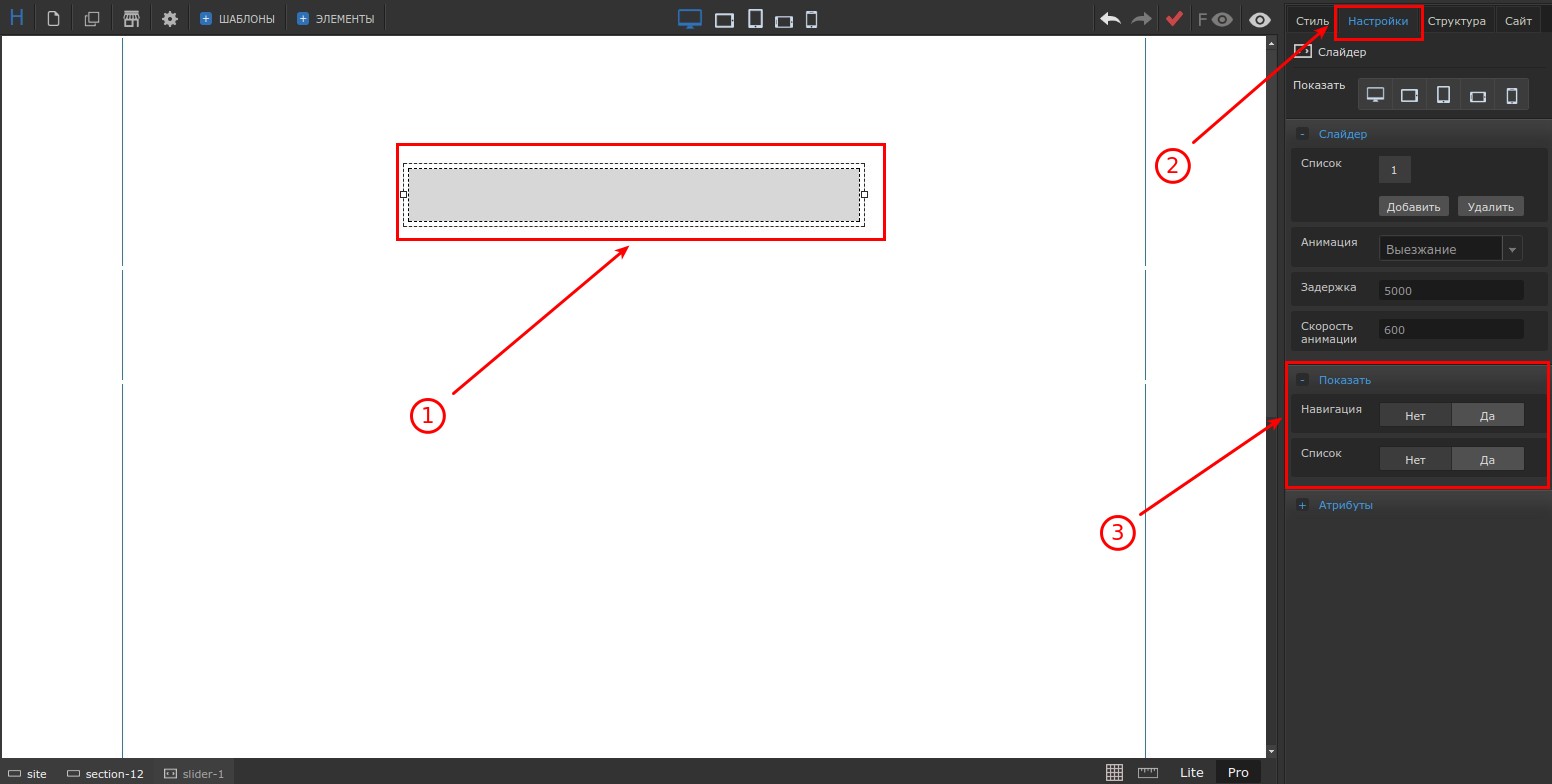 H
ШАБЛОНЫ
ЭЛЕМЕНТЫ
F
Стиль
Настройки
Структура
Сайт
Слайдер
Показать
- Слайдер
Список
1
Добавить
Удалить
Анимация
Выезжание
Задержка
5000
Скорость
анимации
600
- Показать
Навигация
Нет
Да
Список
Нет
Да
+ Атрибуты
1
2
3
site
section-12
slider-1
Lite
Pro